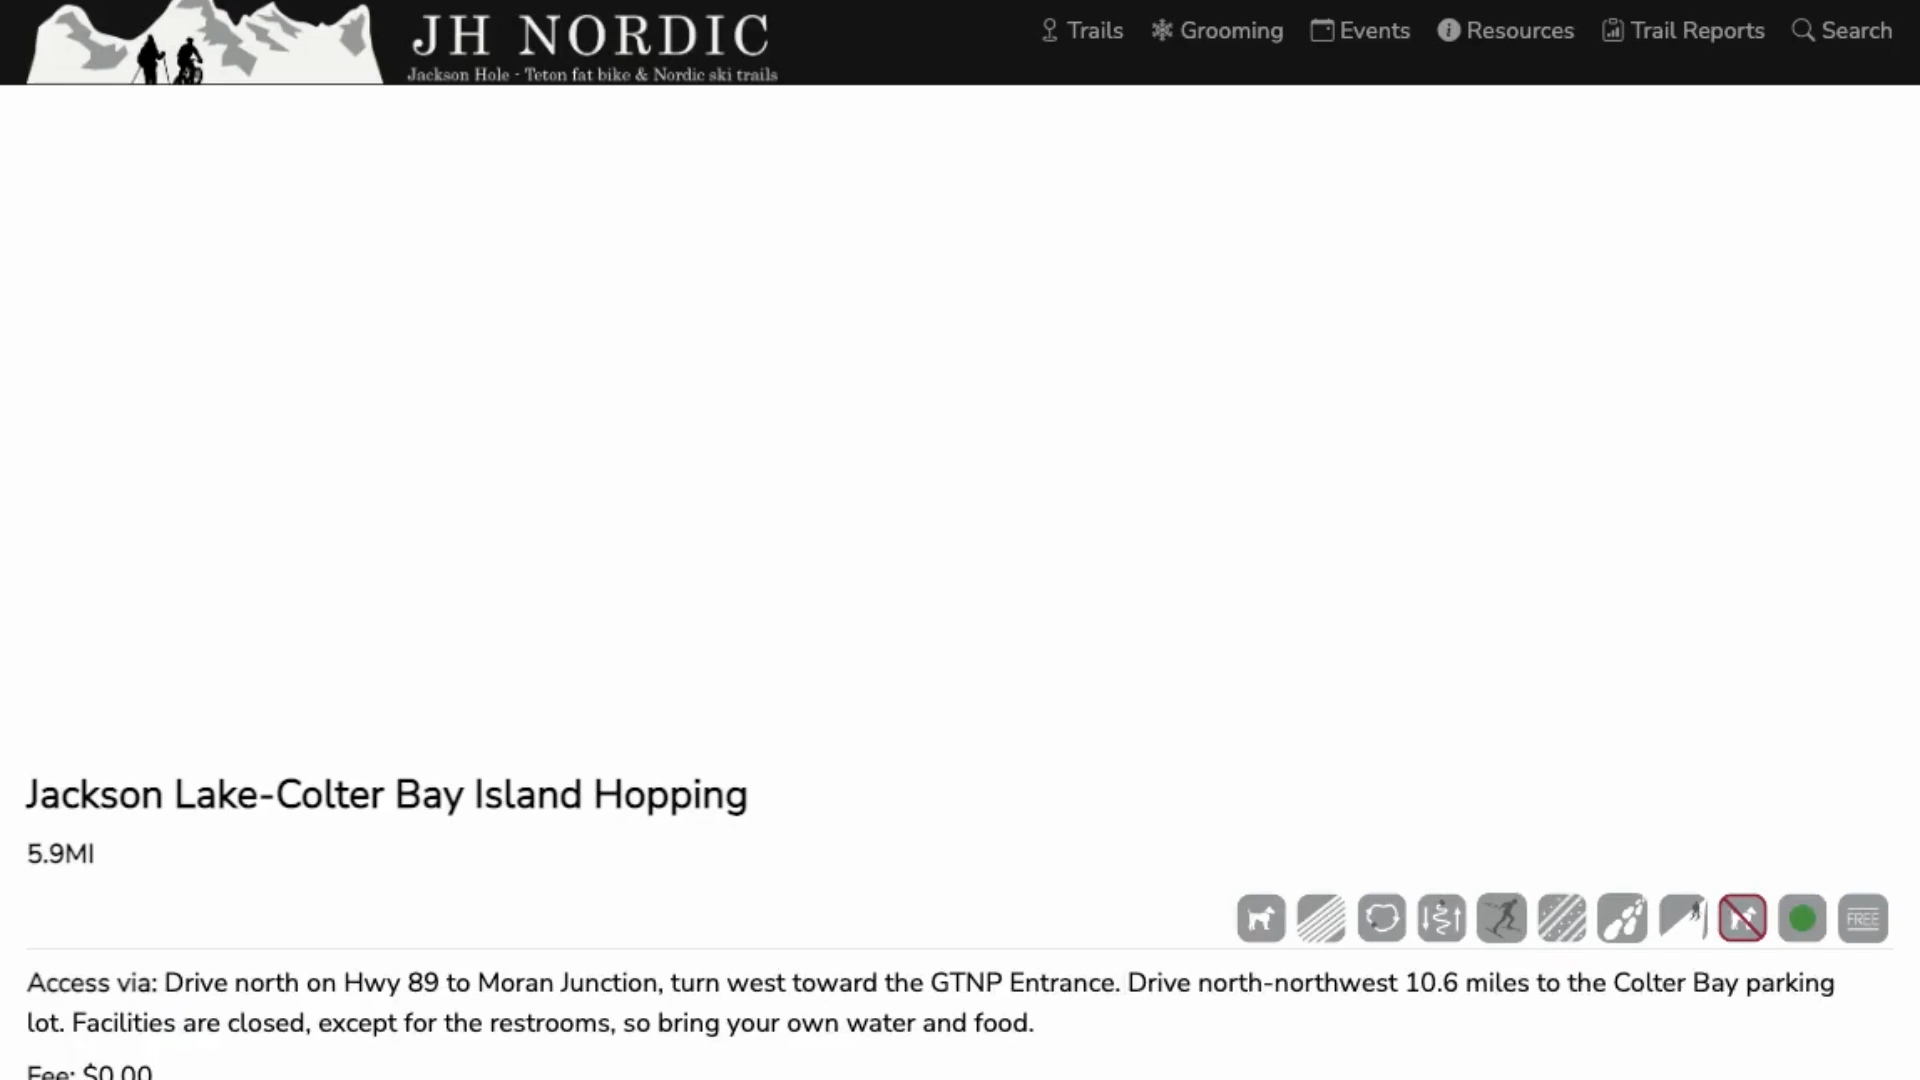 JH NORDIC
Jackson Hole - Teton fat bike & Nordic ski trails
Trails
Grooming
Events
Resources
Trail Reports
Search
Jackson Lake-Colter Bay Island Hopping
5.9MI
FREE
Access via: Drive north on Hwy 89 to Moran Junction, turn west toward the GTNP Entrance. Drive north-northwest 10.6 miles to the Colter Bay parking
lot. Facilities are closed, except for the restrooms, so bring your own water and food.
Fee: $0.00